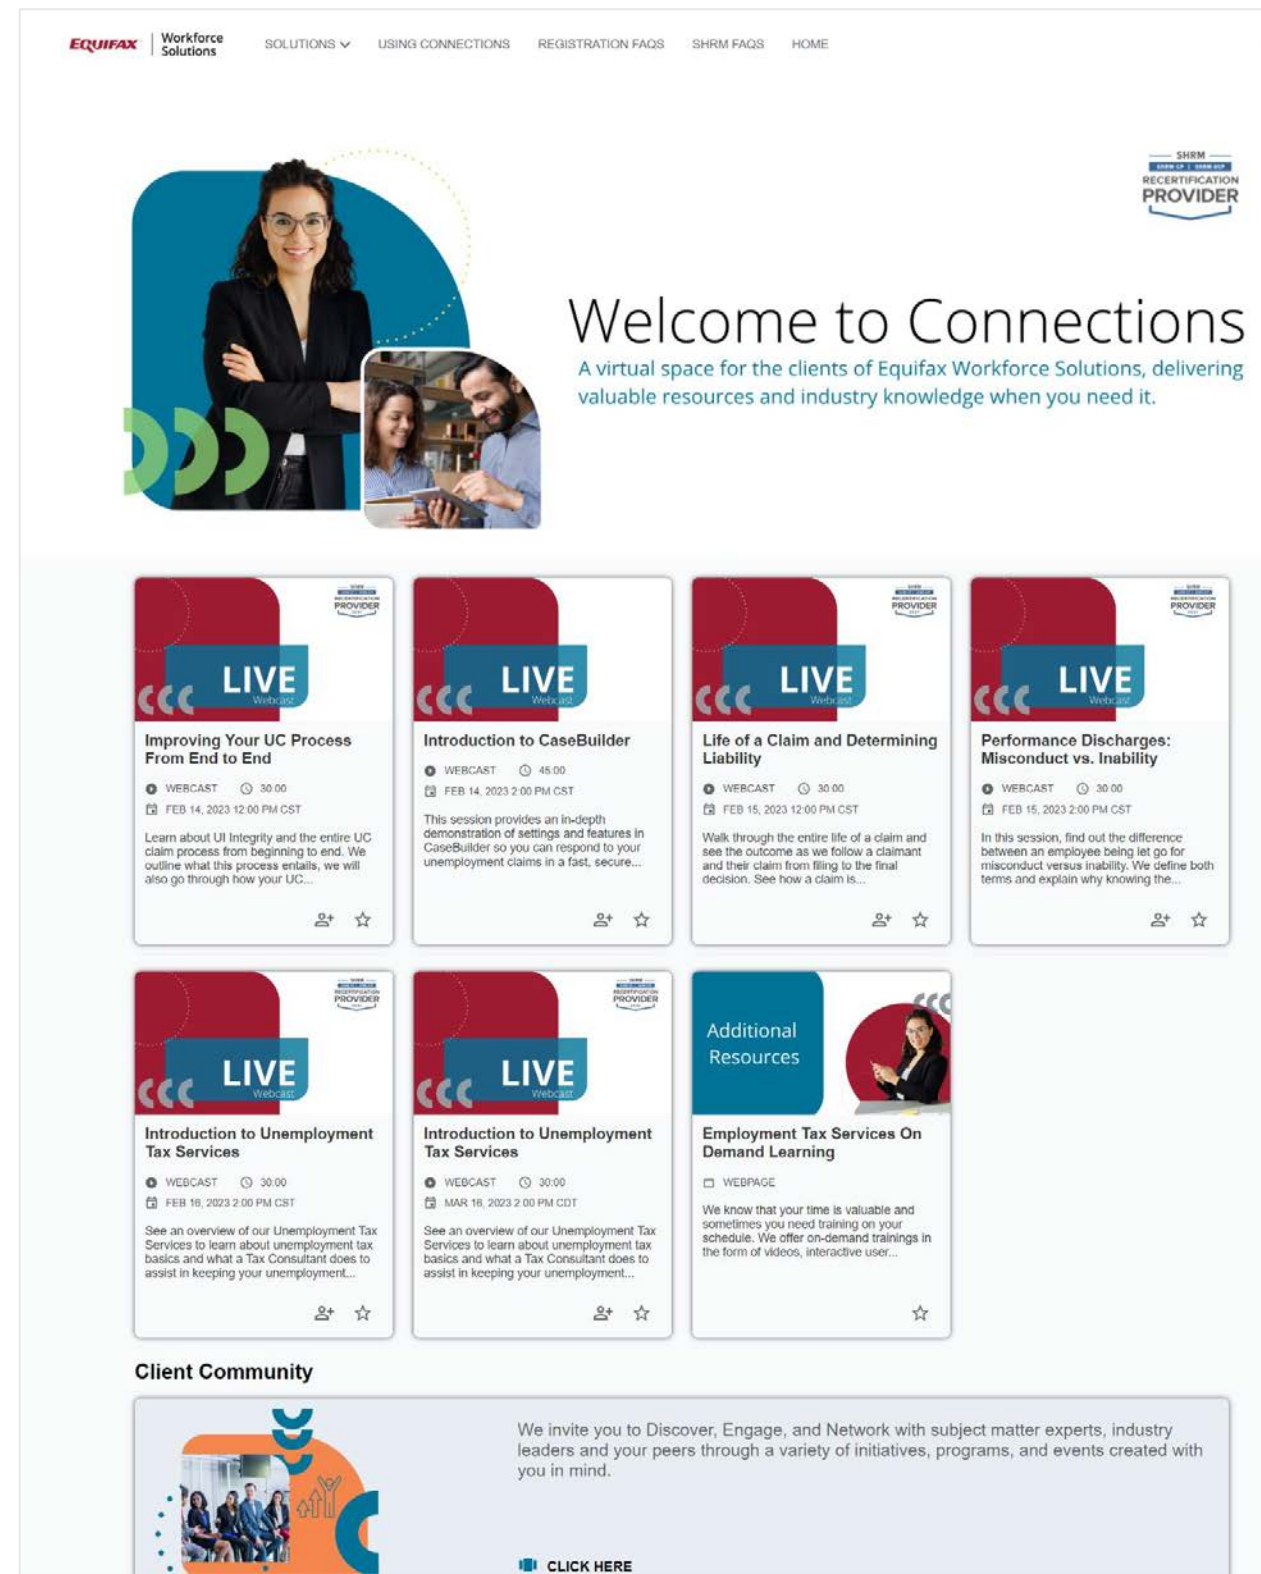 EQUIFAX | Workforce Solutions
SOLUTIONS
USING CONNECTIONS
REGISTRATION FAQS
SHRM FAQS
HOME
SHRM
SHRM-CP | SHRM-SCP
RECERTIFICATION
PROVIDER
Welcome to Connections
A virtual space for the clients of Equifax Workforce Solutions, delivering
valuable resources and industry knowledge when you need it.
SHRM
RECERTIFICATION
PROVIDER
LIVE
Webcast
Improving Your UC Process
From End to End
WEBCAST 30:00
FEB 14, 2023 12:00 PM CST
Learn about UI Integrity and the entire UC
claim process from beginning to end. We
outline what this process entails, we will
also go through how your UC...
LIVE
Webcast
Introduction to CaseBuilder
WEBCAST 45:00
FEB 14, 2023 2:00 PM CST
This session provides an in-depth
demonstration of settings and features in
CaseBuilder so you can respond to your
unemployment claims in a fast, secure...
SHRM
RECERTIFICATION
PROVIDER
LIVE
Webcast
Life of a Claim and Determining
Liability
WEBCAST 30:00
FEB 15, 2023 12:00 PM CST
Walk through the entire life of a claim and
see the outcome as we follow a claimant
and their claim from filing to the final
decision. See how a claim is...
SHRM
RECERTIFICATION
PROVIDER
LIVE
Webcast
Performance Discharges:
Misconduct vs. Inability
WEBCAST 30:00
FEB 15, 2023 2:00 PM CST
In this session, find out the difference
between an employee being let go for
misconduct versus inability. We define both
terms and explain why knowing the...
SHRM
RECERTIFICATION
PROVIDER
LIVE
Webcast
Introduction to Unemployment
Tax Services
WEBCAST 30:00
FEB 16, 2023 2:00 PM CST
See an overview of our Unemployment Tax
Services to learn about unemployment tax
basics and what a Tax Consultant does to
assist in keeping your unemployment...
SHRM
RECERTIFICATION
PROVIDER
LIVE
Webcast
Introduction to Unemployment
Tax Services
WEBCAST 30:00
MAR 16, 2023 2:00 PM CDT
See an overview of our Unemployment Tax
Services to learn about unemployment tax
basics and what a Tax Consultant does to
assist in keeping your unemployment...
Additional
Resources
Employment Tax Services On
Demand Learning
WEBPAGE
We know that your time is valuable and
sometimes you need training on your
schedule. We offer on-demand trainings in
the form of videos, interactive user...
Client Community
We invite you to Discover, Engage, and Network with subject matter experts, industry
leaders and your peers through a variety of initiatives, programs, and events created with
you in mind.
CLICK HERE